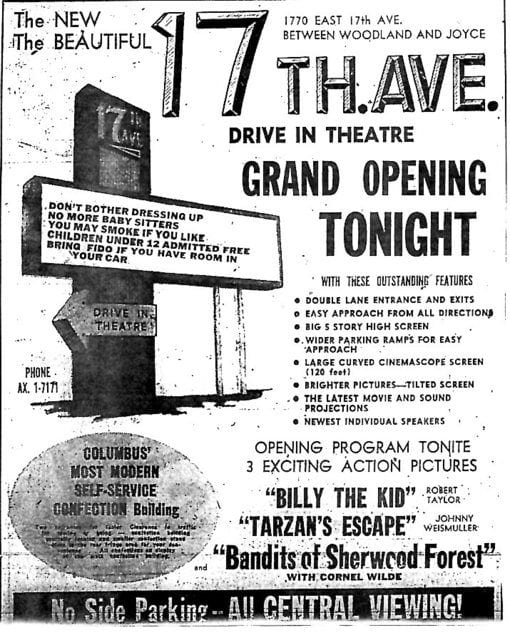 The NEW
The BEAUTIFUL
17
TH. AVE.
1770 EAST 17th AVE.
BETWEEN WOODLAND AND JOYCE
DRIVE IN THEATRE
GRAND OPENING
TONIGHT
17 TH
AVE
DON'T BOTHER DRESSING UP
NO MORE BABY SITTERS
YOU MAY SMOKE IF YOU LIKE
CHILDREN UNDER 12 ADMITTED FREE
BRING FIDO IF YOU HAVE ROOM IN
YOUR CAR
DRIVE IN
THEATRE
PHONE
AX. 1-7171
WITH THESE OUTSTANDING FEATURES
• DOUBLE LANE ENTRANCE AND EXITS
• EASY APPROACH FROM ALL DIRECTIONS
• BIG 5 STORY HIGH SCREEN
• WIDER PARKING RAMPS FOR EASY
APPROACH
• LARGE CURVED CINEMASCOPE SCREEN
(120 feet)
• BRIGHTER PICTURES—TILTED SCREEN
• THE LATEST MOVIE AND SOUND
PROJECTIONS
• NEWEST INDIVIDUAL SPEAKERS
COLUMBUS'
MOST MODERN
SELF-SERVICE
CONFECTION Building
and
OPENING PROGRAM TONITE
3 EXCITING ACTION PICTURES
"BILLY THE KID" ROBERT TAYLOR
"TARZAN'S ESCAPE" JOHNNY WEISMULLER
"Bandits of Sherwood Forest"
WITH CORNEL WILDE
No Side Parking-- All CENTRAL VIEWING!